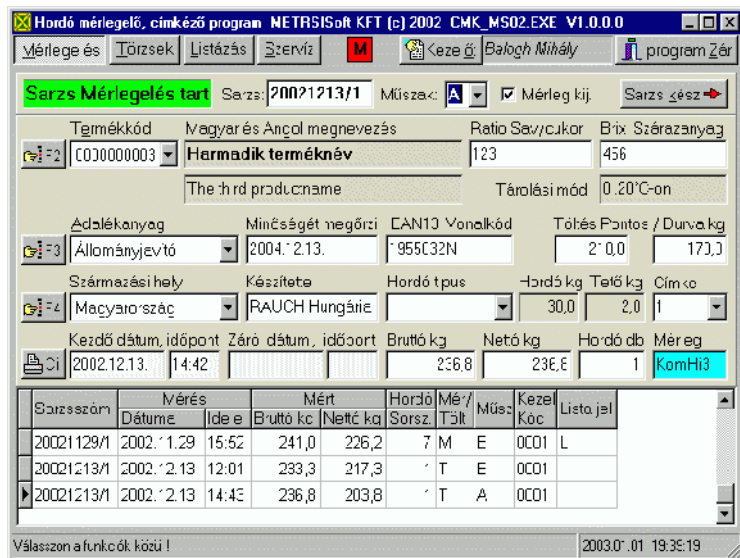 Hordó mérlegelő, címkéző program NETRSISoft KFT (c) 2002 CMK_MS02.EXE V1.0.0.0
Törzsek Listázás Szervíz M Balogh Mihály program Zár
Sarzs Mérlegelés tart Sarzs: 20021213/1 Műszak: A Mérleg kij. Sarzs kész
Termékkód Magyar és Angol megnevezés Ratio Sav/cukor Brix Szárazanyag
Harmadik terméknév 123 456
The third productname Tárolási mód 0..20°C-on
Adalékanyag Minőségét megőrzi EAN13 Vonalkód Töltés Pontos / Durva kg
Állományjavító 2004.12.13. 210,0 170,0
Származási hely Készítette Hordó típus Hordó kg Tető kg Címke
Magyarország RAUCH Hungária 30,0 2,0 1
Kezdő dátum, időpont Záró dátum, időpont Bruttó kg Nettó kg Hordó db Mérleg
2002.12.13. 14:42 236,8 236,8 1 KomHi3
Sarzsszám Mérés Mért Hordó Mér/ Műsz Kezel Lista jel
Dátuma Ideje Bruttó kg Nettó kg Sorsz. Tölt Kód
20021129/1 2002.11.29 15:52 241,0 226,2 7 M E 0001 L
20021213/1 2002.12.13 12:01 233,3 217,3 1 T E 0001
20021213/1 2002.12.13 14:43 236,8 203,8 1 T A 0001
Válasszon a funkciók közül !
2003.01.01 19:39:19